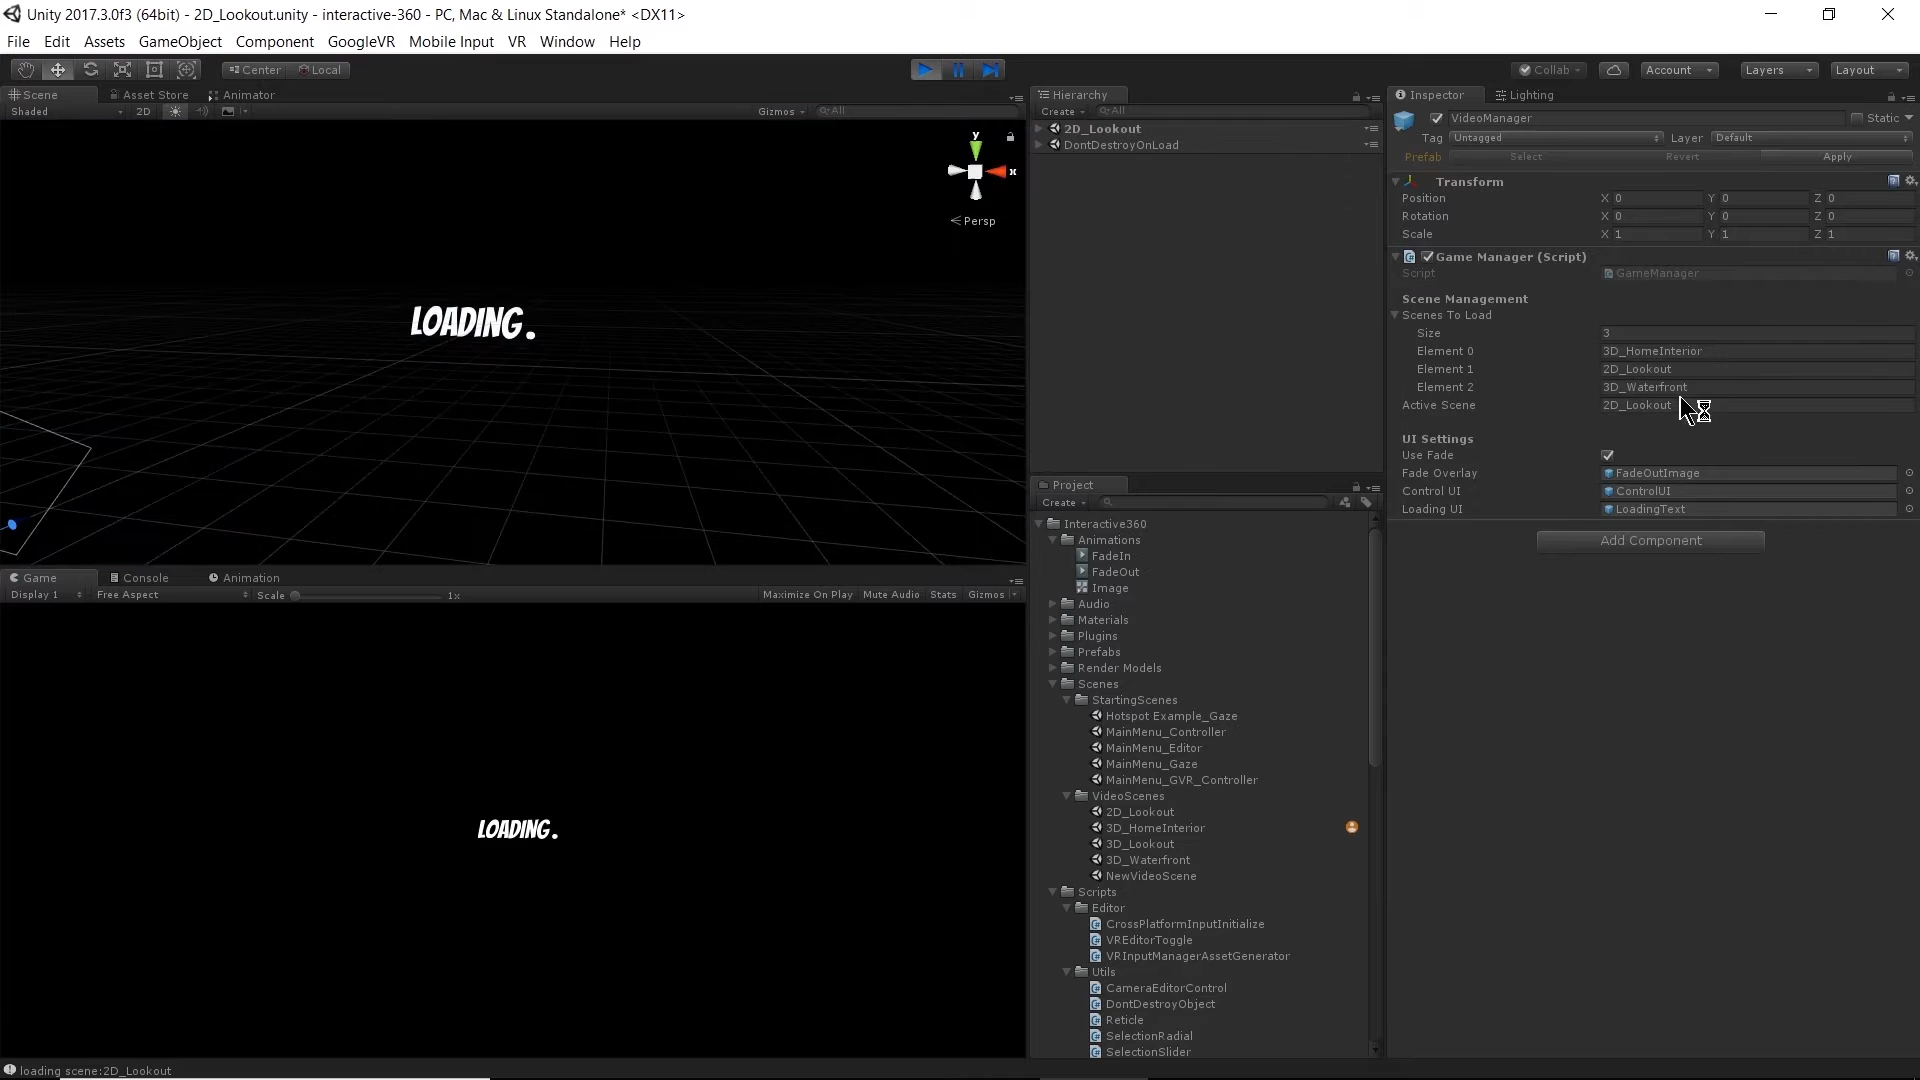 Unity 2017.3.0f3 (64bit) - 2D_Lookout.unity - interactive-360 - PC, Mac & Linux Standalone* <DX11>
File Edit Assets GameObject Component GoogleVR Mobile Input VR Window Help
Center Local
Collab Account Layers Layout
Scene Asset Store Animator
Shaded 2D Gizmos All
y
x
Persp
LOADING.
Game Console Animation
Display 1 Free Aspect Scale 1x Maximize On Play Mute Audio Stats Gizmos
LOADING.
loading scene:2D_Lookout
Hierarchy
Create All
2D_Lookout
DontDestroyOnLoad
Project
Create
Interactive360
Animations
FadeIn
FadeOut
Image
Audio
Materials
Plugins
Prefabs
Render Models
Scenes
StartingScenes
Hotspot Example_Gaze
MainMenu_Controller
MainMenu_Editor
MainMenu_Gaze
MainMenu_GVR_Controller
VideoScenes
2D_Lookout
3D_HomeInterior
3D_Lookout
3D_Waterfront
NewVideoScene
Scripts
Editor
CrossPlatformInputInitialize
VREditorToggle
VRInputManagerAssetGenerator
Utils
CameraEditorControl
DontDestroyObject
Reticle
SelectionRadial
SelectionSlider
Inspector Lighting
VideoManager Static
Tag Untagged Layer Default
Prefab Select Revert Apply
Transform
Position X 0 Y 0 Z 0
Rotation X 0 Y 0 Z 0
Scale X 1 Y 1 Z 1
Game Manager (Script)
Script GameManager
Scene Management
Scenes To Load
Size 3
Element 0 3D_HomeInterior
Element 1 2D_Lookout
Element 2 3D_Waterfront
Active Scene 2D_Lookout
UI Settings
Use Fade
Fade Overlay FadeOutImage
Control UI ControlUI
Loading UI LoadingText
Add Component